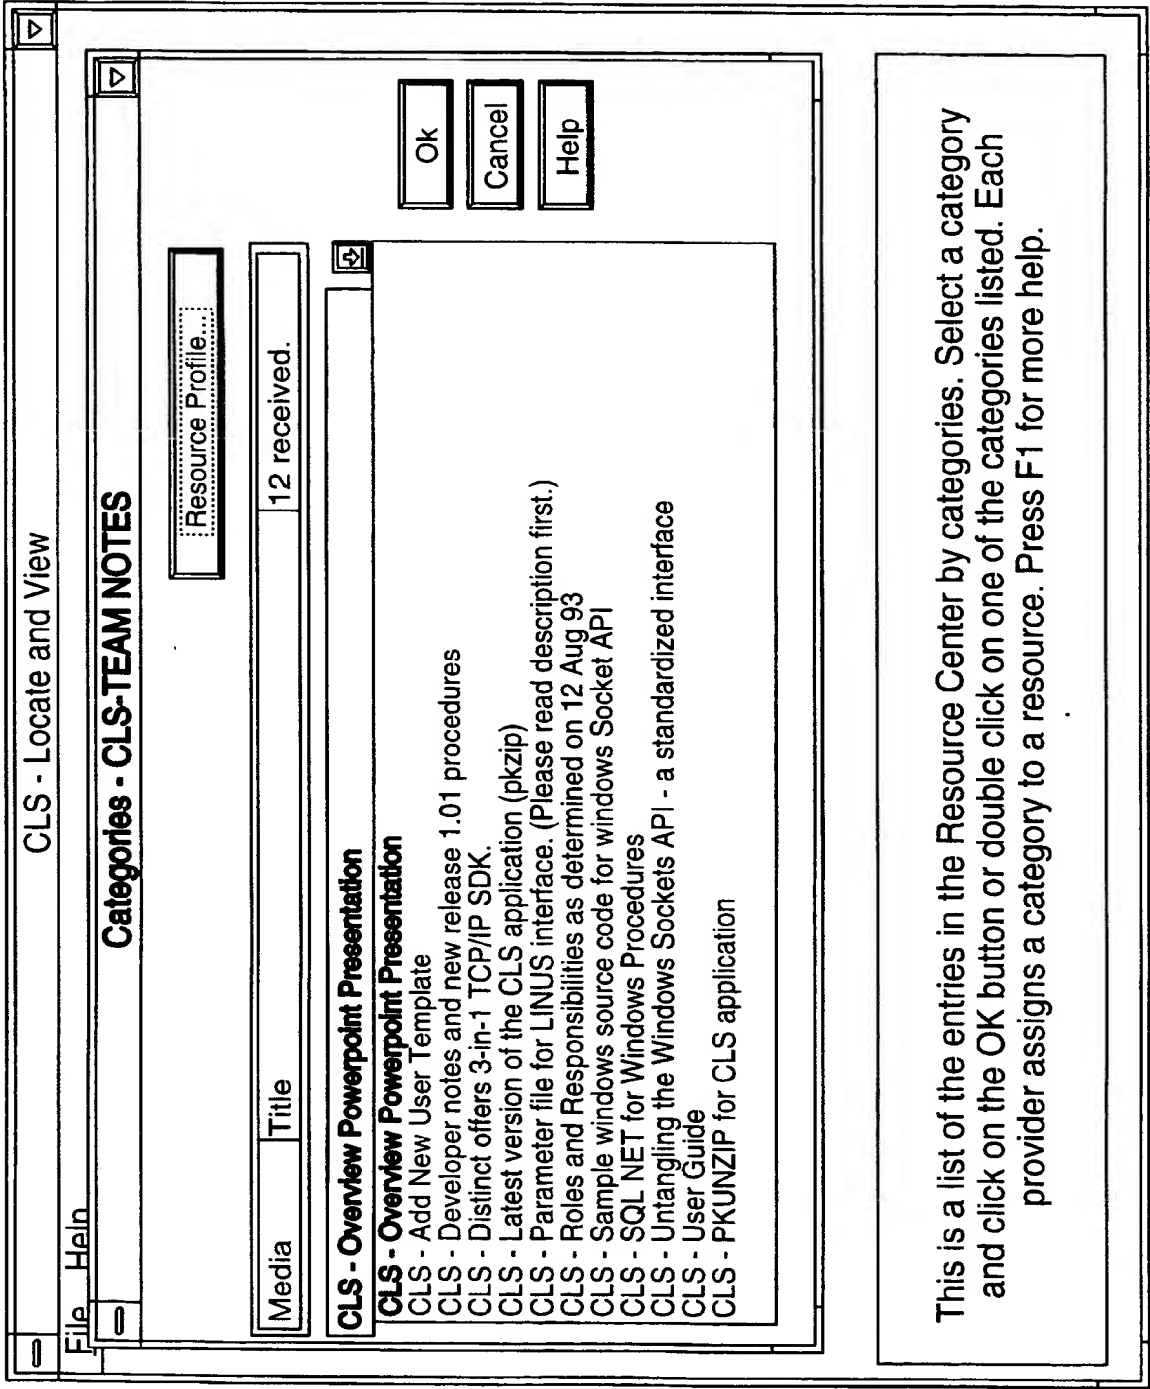 CLS - Locate and View
File Help
Categories - CLS-TEAM NOTES
Resource Profile...
Media Title 12 received.
CLS - Overview Powerpoint Presentation
CLS - Overview Powerpoint Presentation
CLS - Add New User Template
CLS - Developer notes and new release 1.01 procedures
CLS - Distinct offers 3-in-1 TCP/IP SDK.
CLS - Latest version of the CLS application (pkzip)
CLS - Parameter file for LINUS interface. (Please read description first.)
CLS - Roles and Responsibilities as determined on 12 Aug 93
CLS - Sample windows source code for windows Socket API
CLS - SQL NET for Windows Procedures
CLS - Untangling the Windows Sockets API - a standardized interface
CLS - User Guide
CLS - PKUNZIP for CLS application
Ok
Cancel
Help
This is a list of the entries in the Resource Center by categories. Select a category
and click on the OK button or double click on one of the categories listed. Each
provider assigns a category to a resource. Press F1 for more help.